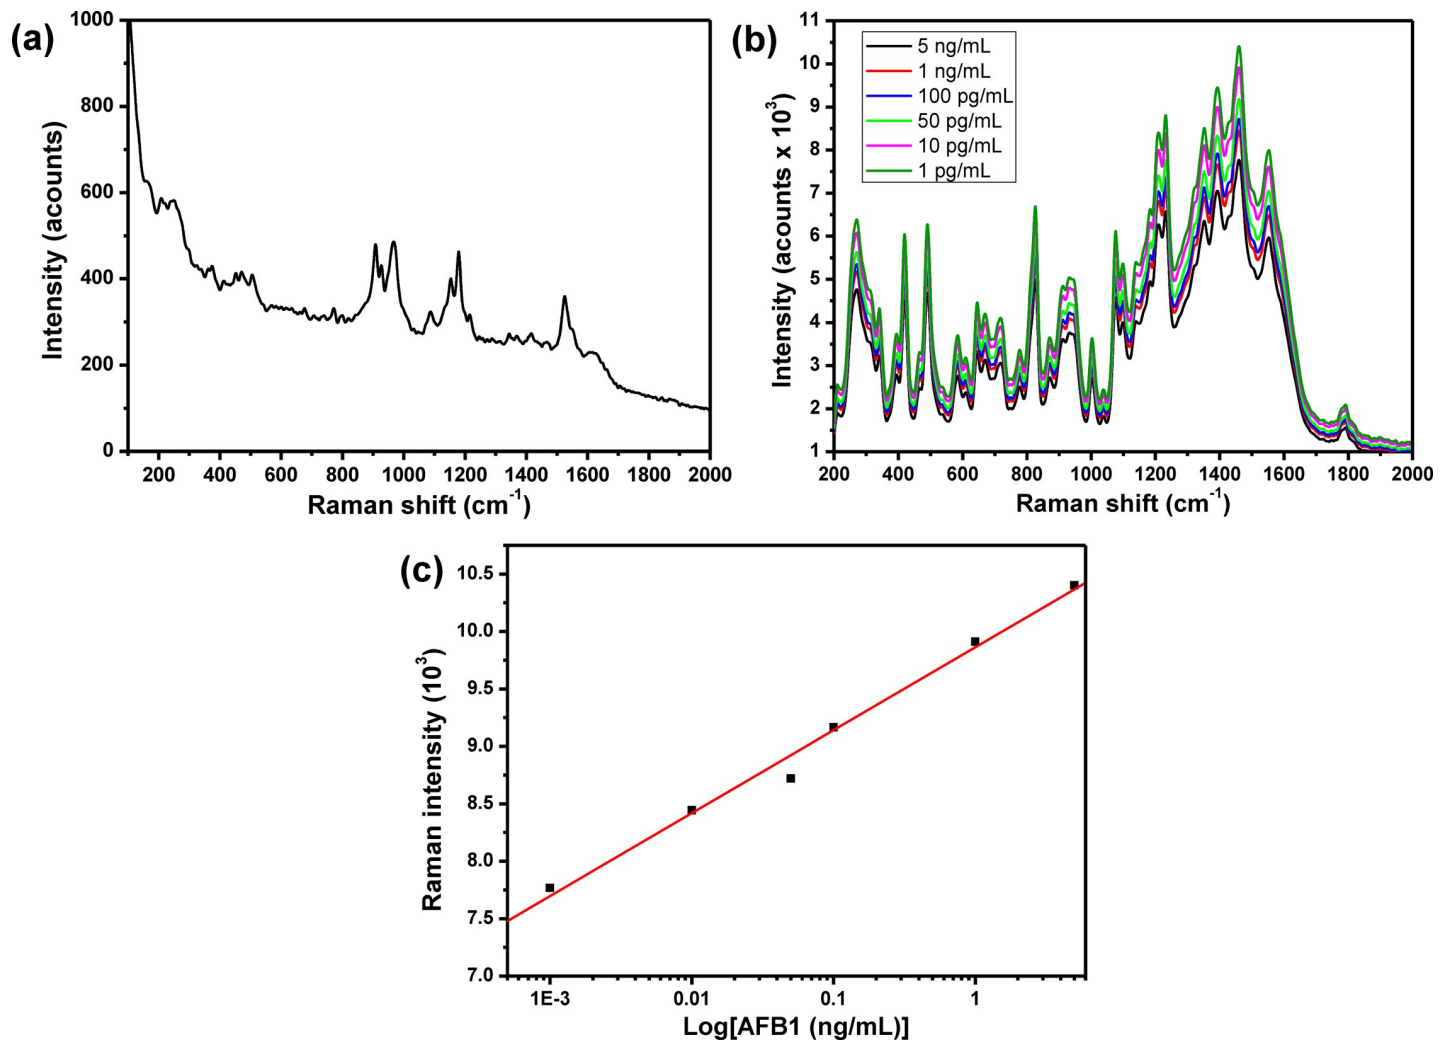 (a)
1000
800
600
400
200
0
Intensity (acounts)
200 400 600 800 1000 1200 1400 1600 1800 2000
Raman shift (cm⁻¹)
(b)
11
10
9
8
7
6
5
4
3
2
1
Intensity (acounts x 10³)
5 ng/mL
1 ng/mL
100 pg/mL
50 pg/mL
10 pg/mL
1 pg/mL
200 400 600 800 1000 1200 1400 1600 1800 2000
Raman shift (cm⁻¹)
(c)
10.5
10.0
9.5
9.0
8.5
8.0
7.5
7.0
Raman intensity (10³)
1E-3 0.01 0.1 1
Log[AFB1 (ng/mL)]